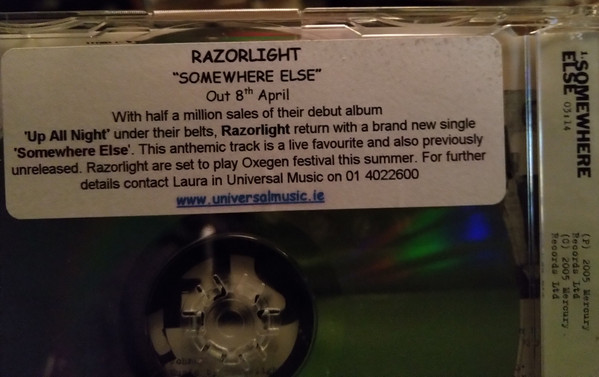 RAZORLIGHT
"SOMEWHERE ELSE"
Out 8th April
With half a million sales of their debut album
'Up All Night' under their belts, Razorlight return with a brand new single
'Somewhere Else'. This anthemic track is a live favourite and also previously
unreleased. Razorlight are set to play Oxegen festival this summer. For further
details contact Laura in Universal Music on 01 4022600
www.universalmusic.ie
1.SOMEWHERE
ELSE 03:14
(P) 2005 Mercury
Records Ltd
(C) 2005 Mercury
Records Ltd